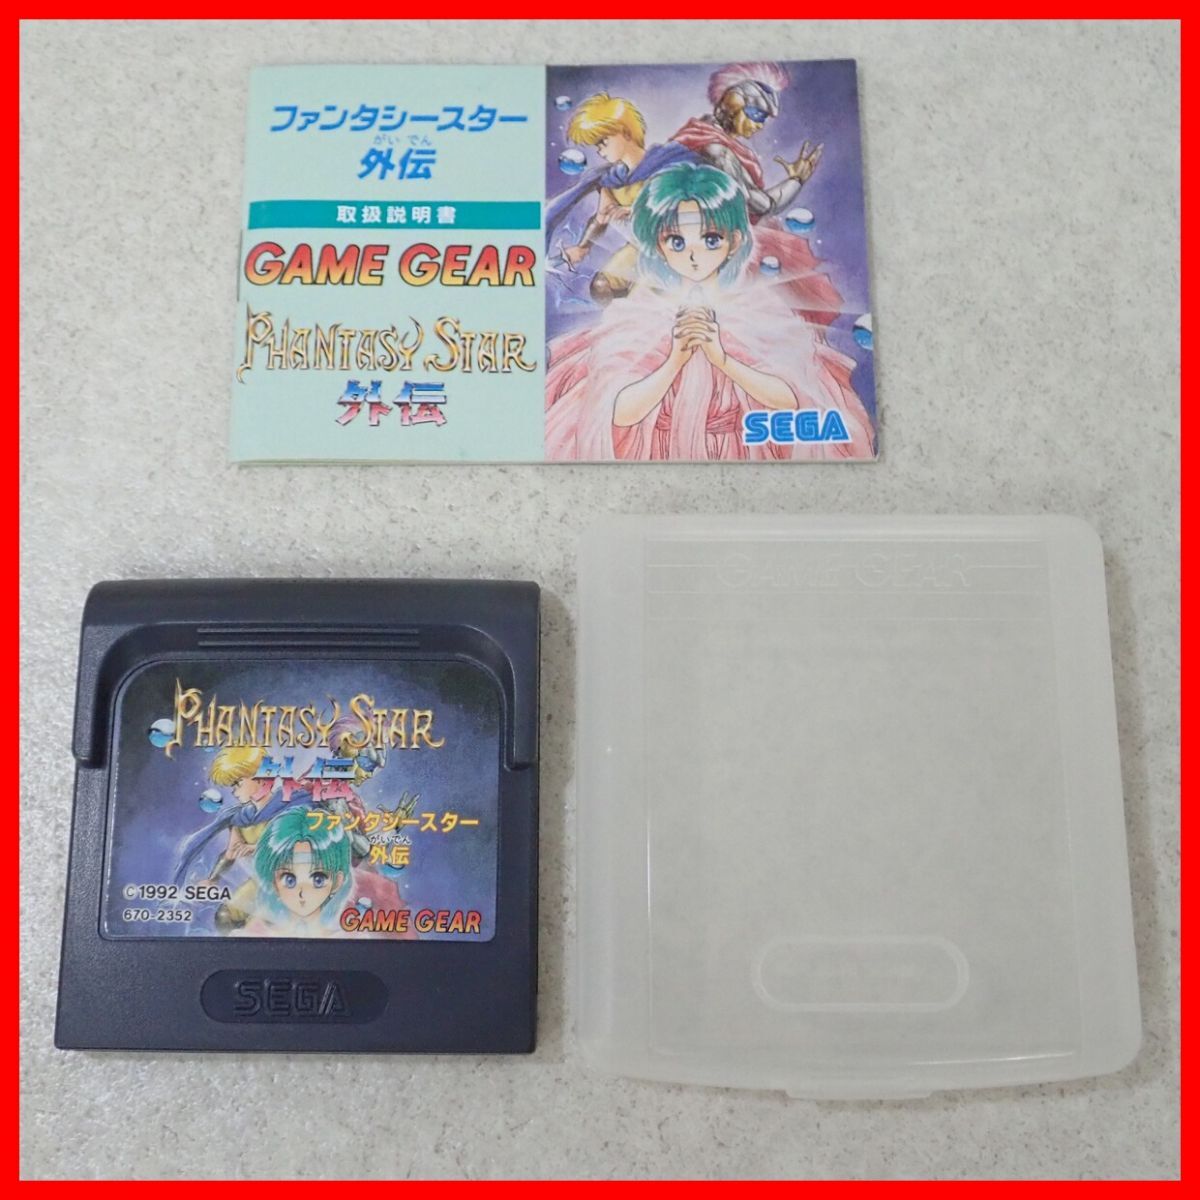 ファンタシースター
がいでん
外伝
取扱説明書
GAME GEAR
PHANTASY STAR
外伝
SEGA
GAME GEAR
PHANTASY STAR
外伝
ファンタシースター
がいでん
外伝
©1992 SEGA
670-2352
GAME GEAR
SEGA